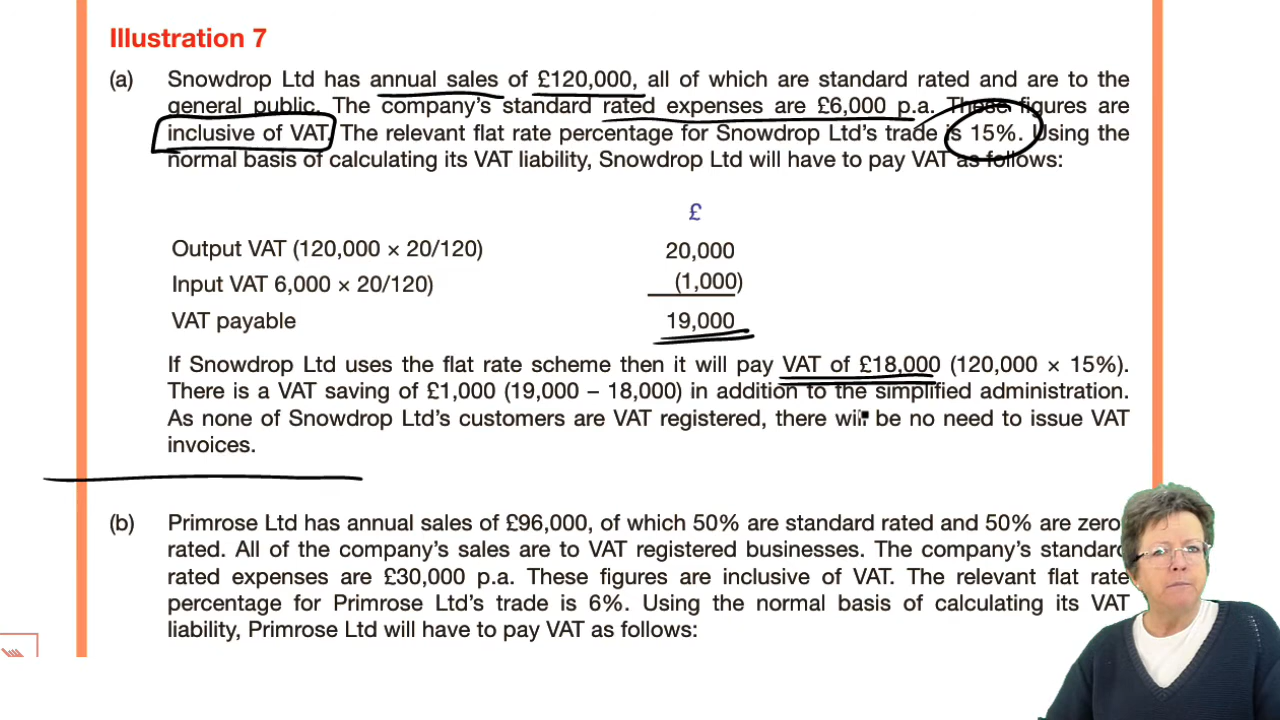 Illustration 7
(a) Snowdrop Ltd has annual sales of £120,000, all of which are standard rated and are to the
general public. The company's standard rated expenses are £6,000 p.a. These figures are
inclusive of VAT. The relevant flat rate percentage for Snowdrop Ltd's trade is 15%. Using the
normal basis of calculating its VAT liability, Snowdrop Ltd will have to pay VAT as follows:
£
Output VAT (120,000 × 20/120) 20,000
Input VAT 6,000 × 20/120) (1,000)
VAT payable 19,000
If Snowdrop Ltd uses the flat rate scheme then it will pay VAT of £18,000 (120,000 × 15%).
There is a VAT saving of £1,000 (19,000 – 18,000) in addition to the simplified administration.
As none of Snowdrop Ltd's customers are VAT registered, there will be no need to issue VAT
invoices.
(b) Primrose Ltd has annual sales of £96,000, of which 50% are standard rated and 50% are zero
rated. All of the company's sales are to VAT registered businesses. The company's standard
rated expenses are £30,000 p.a. These figures are inclusive of VAT. The relevant flat rate
percentage for Primrose Ltd's trade is 6%. Using the normal basis of calculating its VAT
liability, Primrose Ltd will have to pay VAT as follows: